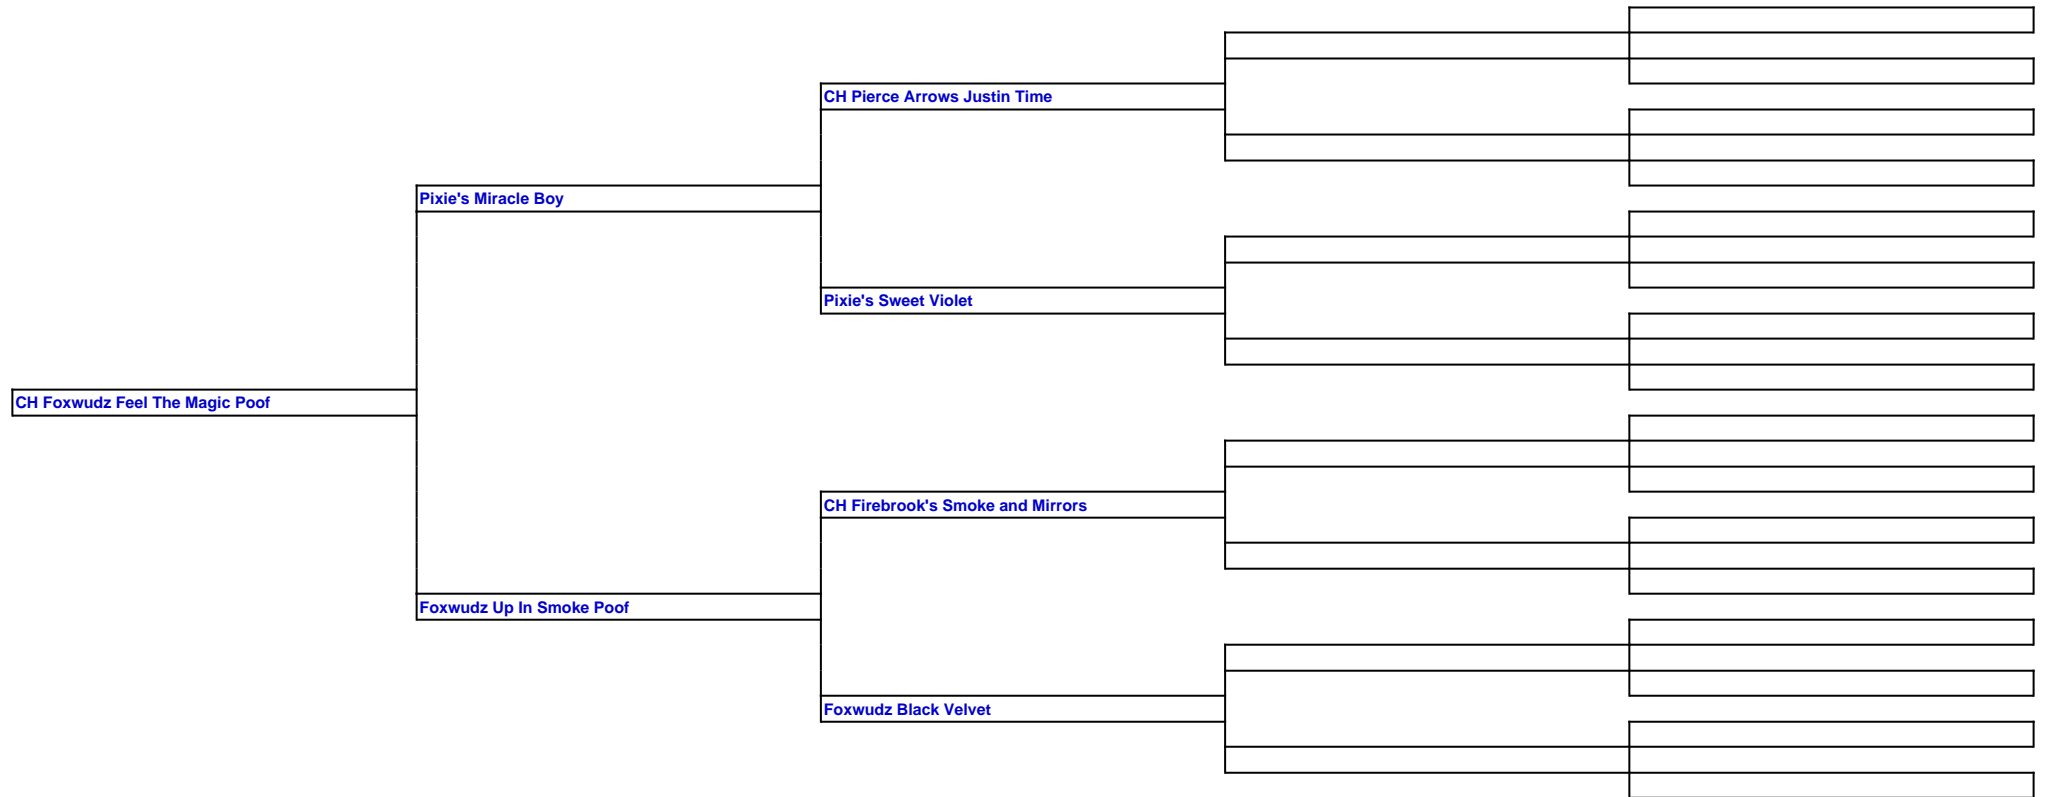 CH Pierce Arrows Justin Time
Pixie's Miracle Boy
Pixie's Sweet Violet
CH Foxwudz Feel The Magic Poof
CH Firebrook's Smoke and Mirrors
Foxwudz Up In Smoke Poof
Foxwudz Black Velvet